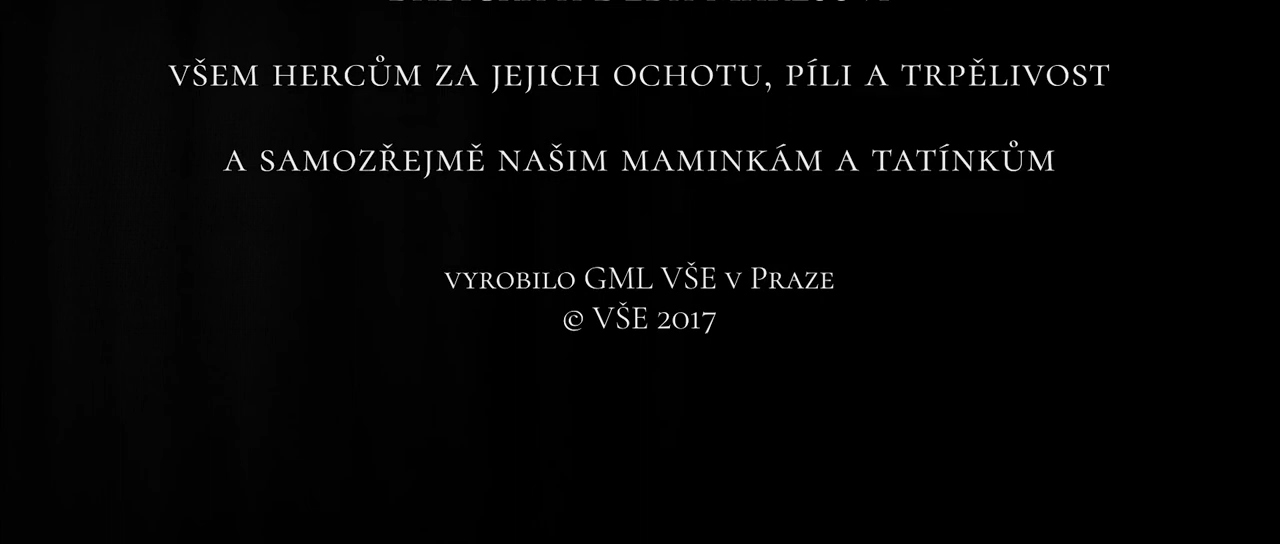 VŠEM HERCŮM ZA JEJICH OCHOTU, PÍLI A TRPĚLIVOST
A SAMOZŘEJMĚ NAŠIM MAMINKÁM A TATÍNKŮM
VYROBILO GML VŠE V PRAZE
© VŠE 2017